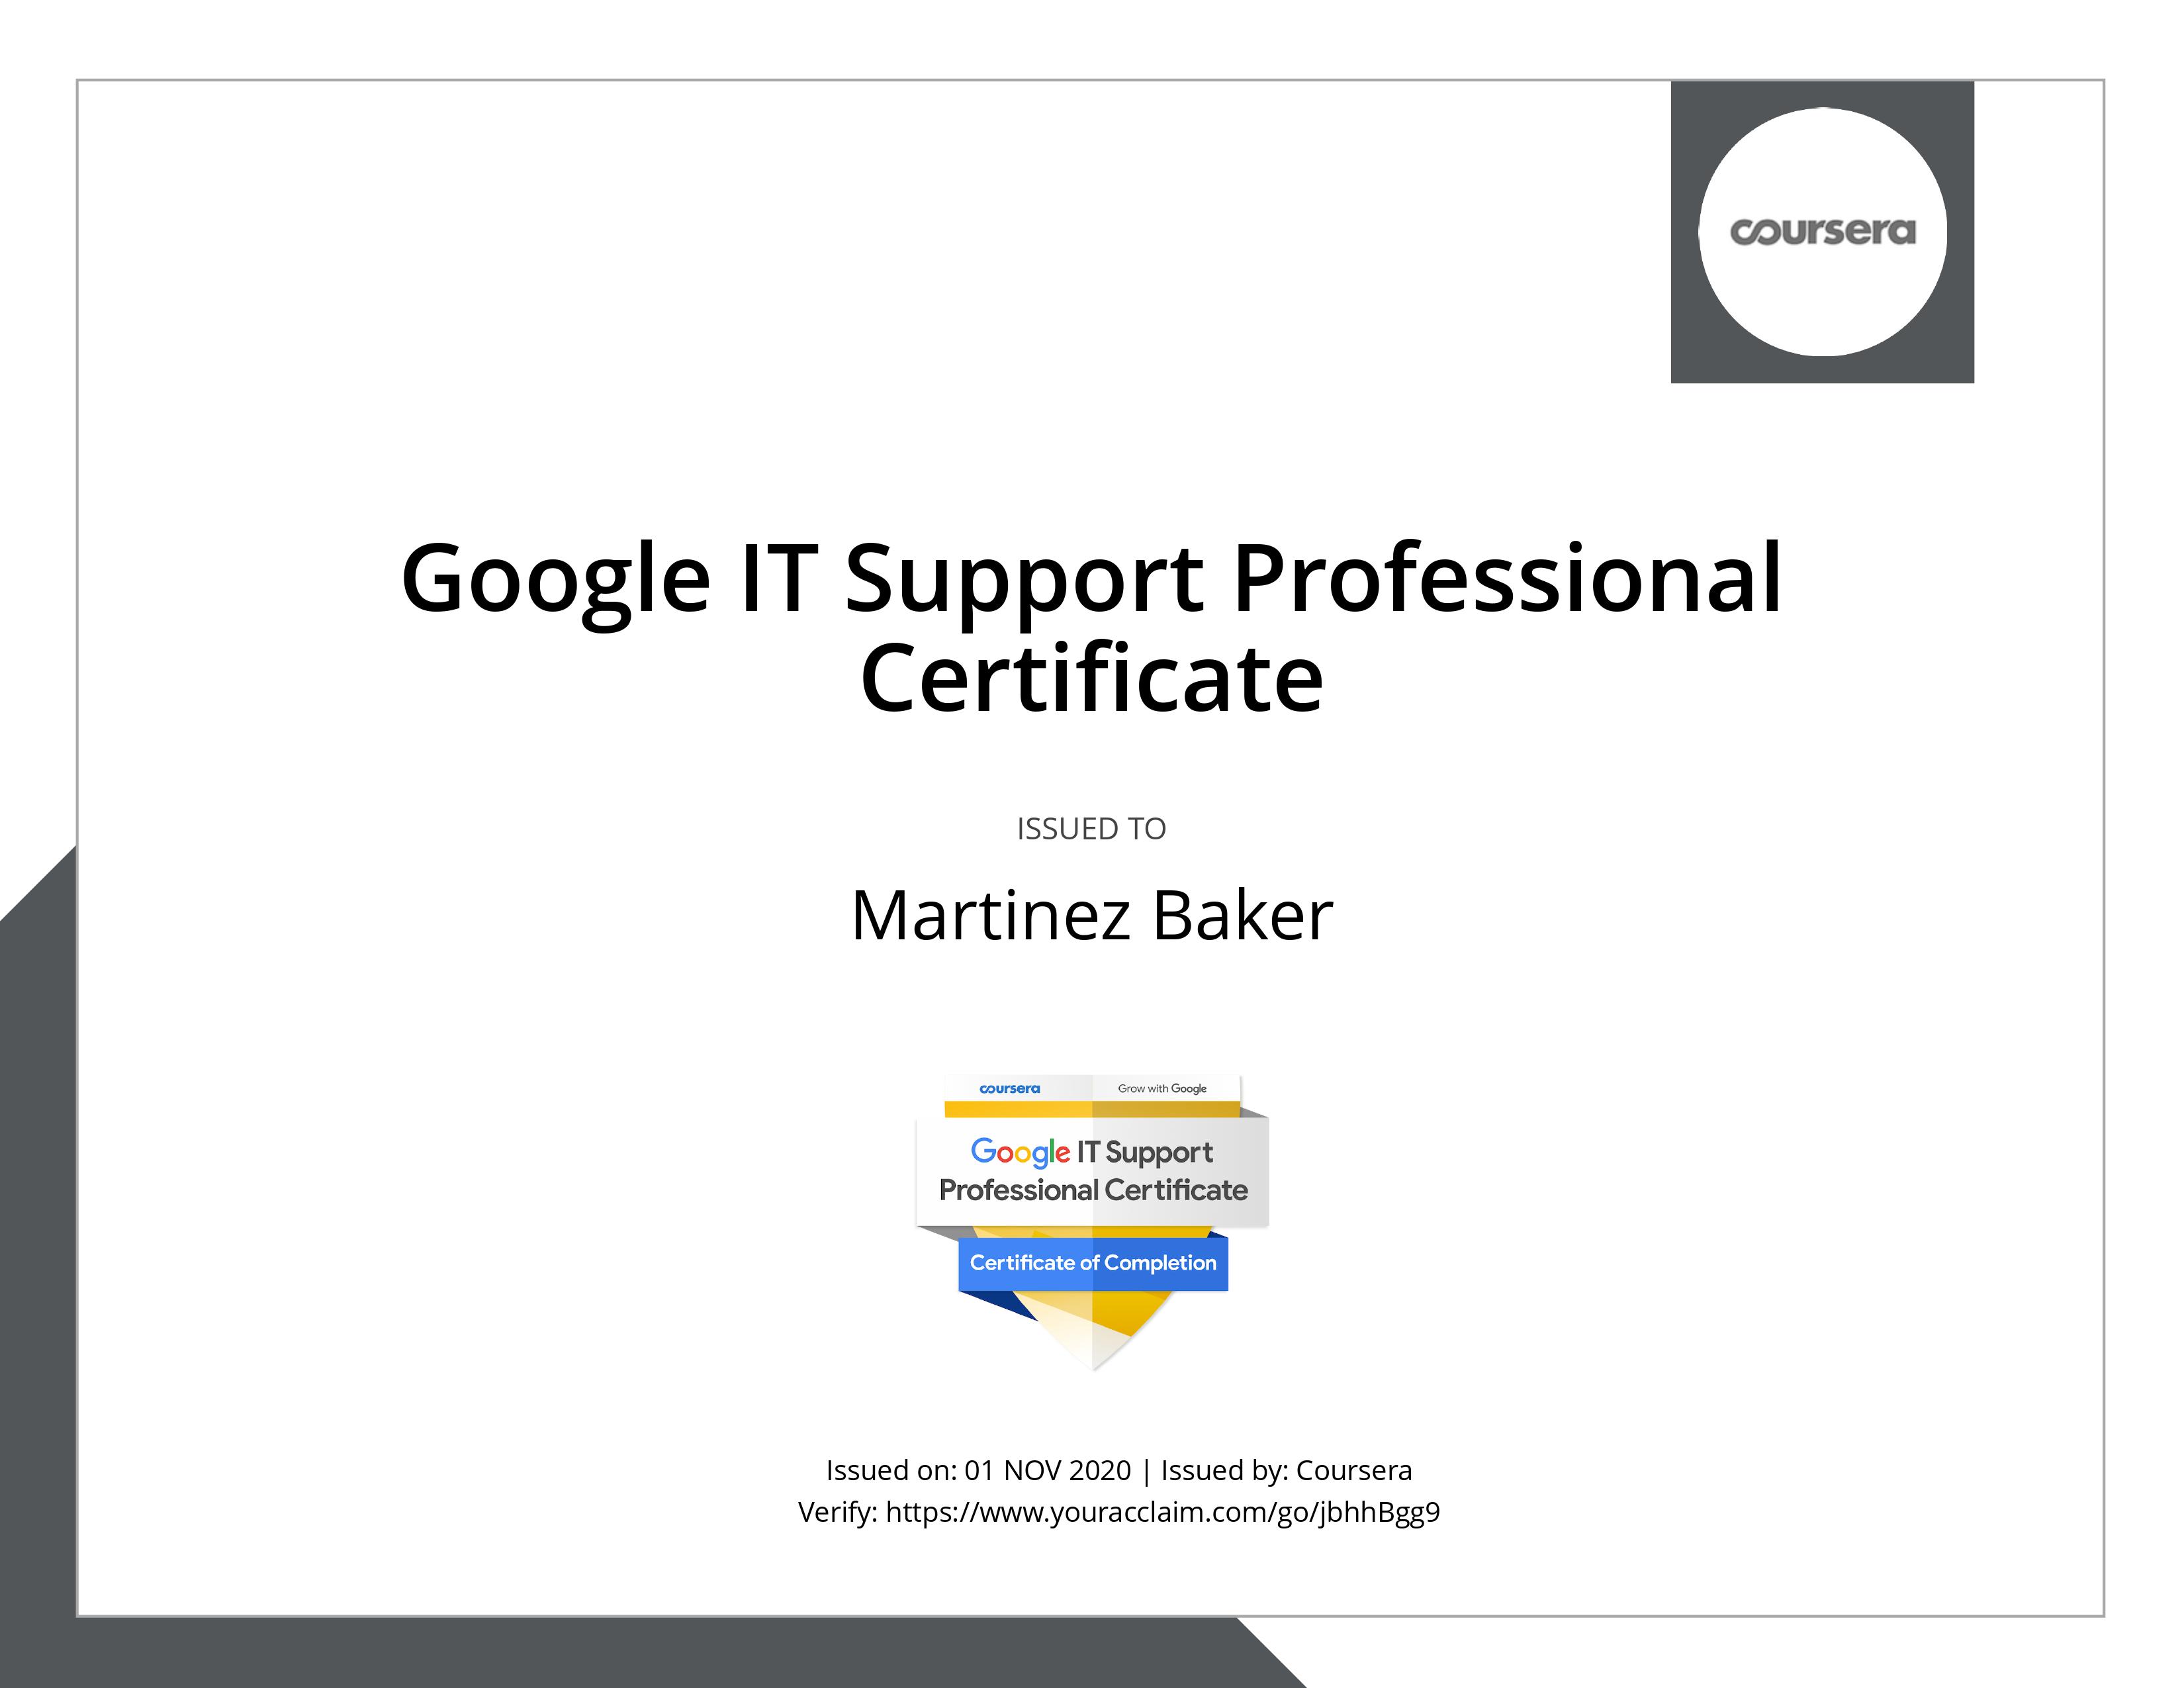 coursera
Google IT Support Professional
Certificate
ISSUED TO
Martinez Baker
coursera
Grow with Google
Google IT Support
Professional Certificate
Certificate of Completion
Issued on: 01 NOV 2020 | Issued by: Coursera
Verify: https://www.youracclaim.com/go/jbhhBgg9